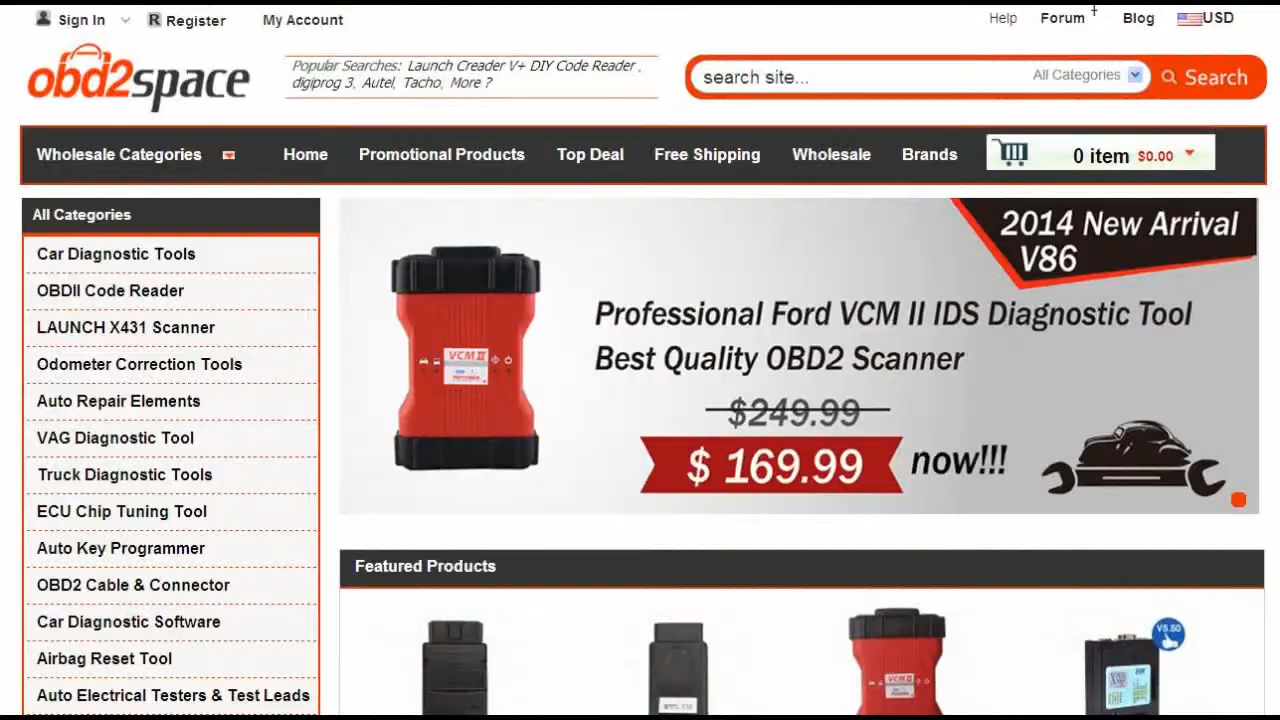 Sign In
Register
My Account
Help
Forum
Blog
USD
obd2space
Popular Searches: Launch Creader V+ DIY Code Reader ,
digiprog 3, Autel, Tacho, More ?
search site...
All Categories
Search
Wholesale Categories
Home
Promotional Products
Top Deal
Free Shipping
Wholesale
Brands
0 item $0.00
All Categories
Car Diagnostic Tools
OBDII Code Reader
LAUNCH X431 Scanner
Odometer Correction Tools
Auto Repair Elements
VAG Diagnostic Tool
Truck Diagnostic Tools
ECU Chip Tuning Tool
Auto Key Programmer
OBD2 Cable & Connector
Car Diagnostic Software
Airbag Reset Tool
Auto Electrical Testers & Test Leads
2014 New Arrival
V86
VCM II
Professional Ford VCM II IDS Diagnostic Tool
Best Quality OBD2 Scanner
$249.99
$ 169.99
now!!!
Featured Products
VCM II
V5.50